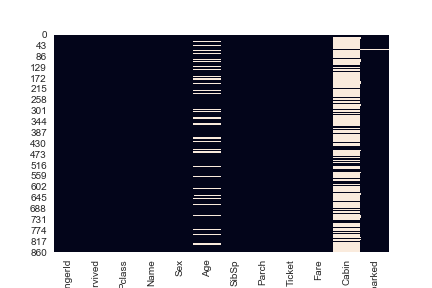 0
43
86
129
172
215
258
301
344
387
430
473
516
559
602
645
688
731
774
817
860
ngerId
rvived
Pclass
Name
Sex
Age
SibSp
Parch
Ticket
Fare
Cabin
arked